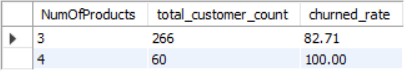 NumOfProducts total_customer_count churned_rate
3 266 82.71
4 60 100.00